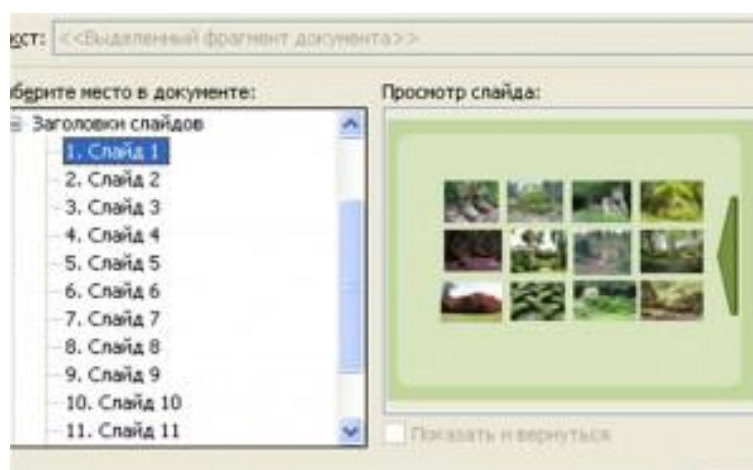 кст: <<Выделенный фрагмент документа>>
берите место в документе:
Заголовки слайдов
1. Слайд 1
2. Слайд 2
3. Слайд 3
4. Слайд 4
5. Слайд 5
6. Слайд 6
7. Слайд 7
8. Слайд 8
9. Слайд 9
10. Слайд 10
11. Слайд 11
Просмотр слайда:
Показать и вернуться